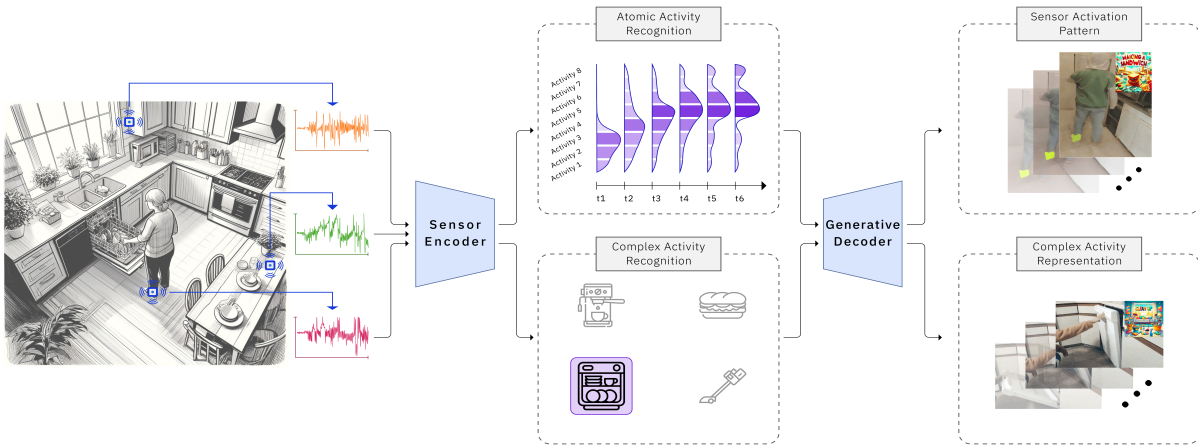 Atomic Activity
Recognition
Activity 8
Activity 7
Activity 6
Activity 5
Activity 4
Activity 3
Activity 2
Activity 1
t1
t2
t3
t4
t5
t6
Sensor
Encoder
Complex Activity
Recognition
Generative
Decoder
Sensor Activation
Pattern
MAKING A
SANDWICH
Complex Activity
Representation